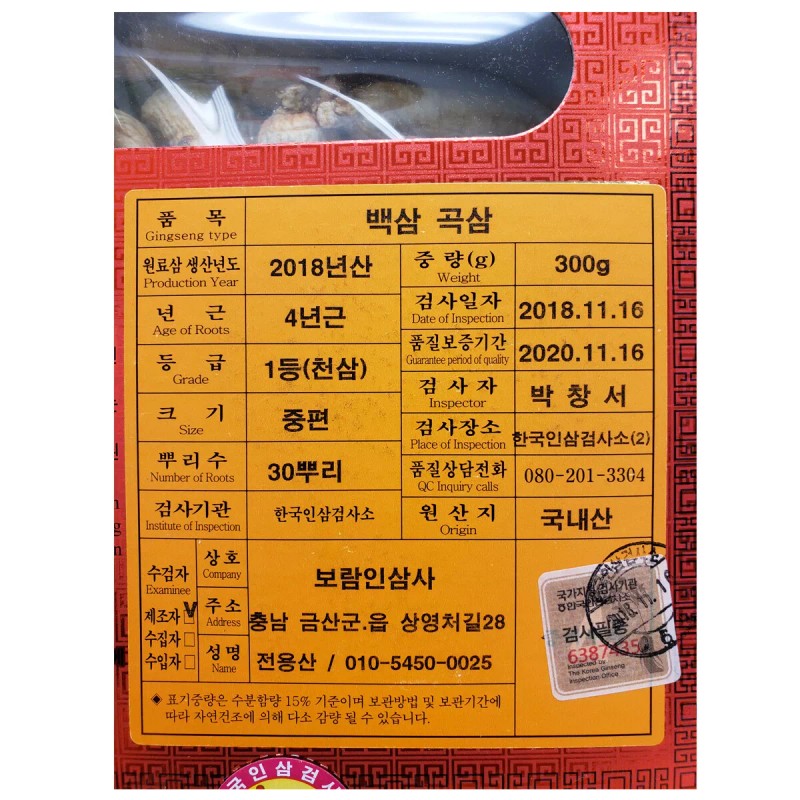 품 목 백삼 곡삼
Gingseng type
원료삼 생산년도 2018년산 중 량(g) 300g
Production Year Weight
년 근 4년근 검사일자 2018.11.16
Age of Roots Date of Inspection
등 급 1등(천삼) 품질보증기간 2020.11.16
Grade Guarantee period of quality
크 기 중편 검 사 자 박 창 서
Size Inspector
뿌 리 수 30뿌리 검사장소 한국인삼검사소(2)
Number of Roots Place of Inspection
검사기관 한국인삼검사소 품질상담전화 080-201-3304
Institute of Inspection QC Inquiry calls
원 산 지 국내산
Origin
수검자 상 호 보람인삼사
Examinee Company
제조자 V 주 소 충남 금산군.읍 상영처길28
Address
수집자
수입자 성 명 전용산 / 010-5450-0025
Name
◈ 표기중량은 수분함량 15% 기준이며 보관방법 및 보관기간에
따라 자연건조에 의해 다소 감량 될 수 있습니다.
검사필증
Inspected by
The Korea Ginseng
Inspection Office
국인삼검사